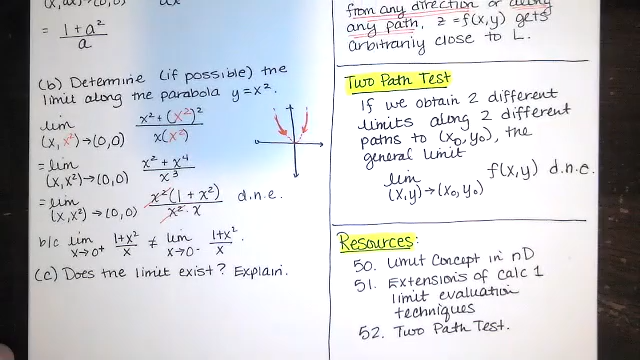 = 1 + a² / a
(b) Determine (if possible) the
limit along the parabola y = x².
lim (x, x²)→(0,0) x² + (x²)² / x(x²)
= lim (x, x²)→(0,0) x² + x⁴ / x³
= lim (x, x²)→(0,0) x²(1 + x²) / x²·x d.n.e.
b/c lim x→0⁺ 1+x² / x ≠ lim x→0⁻ 1+x² / x.
(c) Does the limit exist? Explain.
from any direction or along
any path, z = f(x,y) gets
arbitrarily close to L.
Two Path Test
If we obtain 2 different
limits along 2 different
paths to (x₀, y₀), the
general limit
lim (x,y)→(x₀, y₀) f(x,y) d.n.e.
Resources:
50. Limit Concept in nD
51. Extensions of calc 1
limit evaluation
techniques
52. Two Path Test.